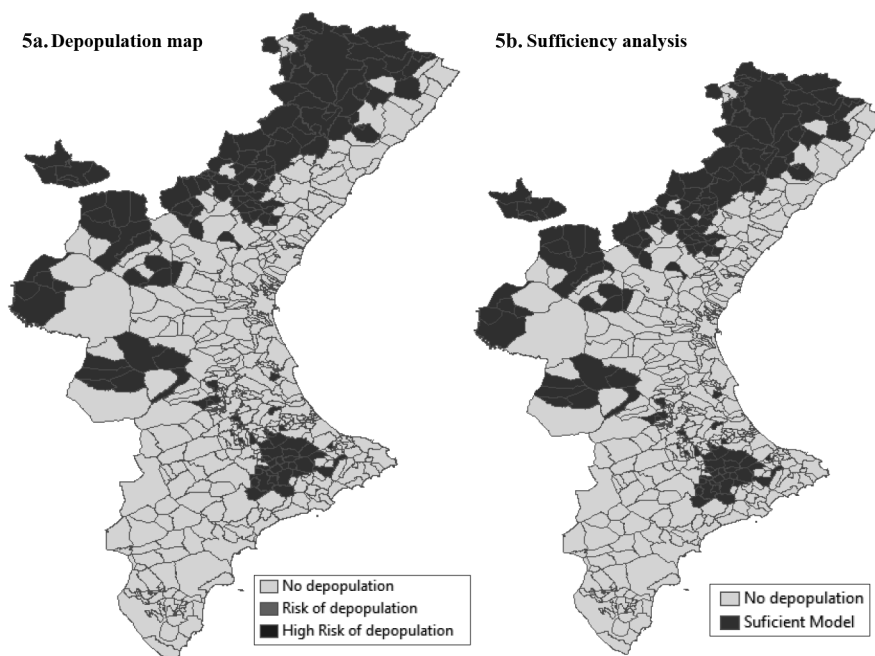 5a. Depopulation map
5b. Sufficiency analysis
No depopulation
Risk of depopulation
High Risk of depopulation
No depopulation
Suficient Model